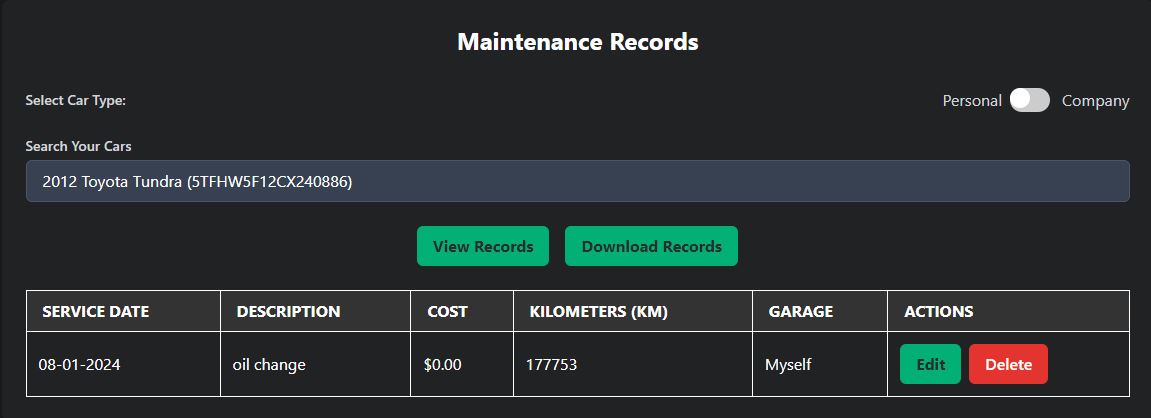 Maintenance Records
Select Car Type:
Personal Company
Search Your Cars
2012 Toyota Tundra (5TFHW5F12CX240886)
View Records Download Records
SERVICE DATE DESCRIPTION COST KILOMETERS (KM) GARAGE ACTIONS
08-01-2024 oil change $0.00 177753 Myself Edit Delete